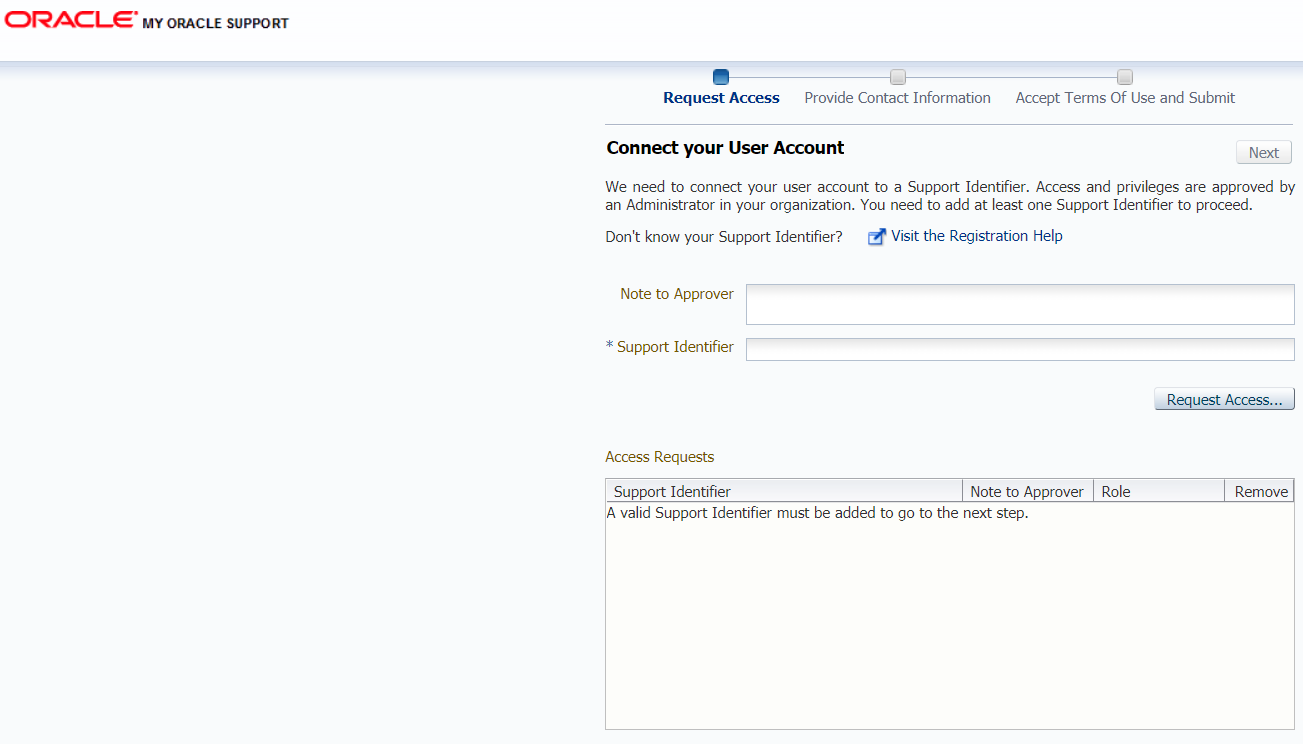 ORACLE MY ORACLE SUPPORT
Request Access Provide Contact Information Accept Terms Of Use and Submit
Connect your User Account
Next
We need to connect your user account to a Support Identifier. Access and privileges are approved by
an Administrator in your organization. You need to add at least one Support Identifier to proceed.
Don't know your Support Identifier? Visit the Registration Help
Note to Approver
* Support Identifier
Request Access...
Access Requests
Support Identifier Note to Approver Role Remove
A valid Support Identifier must be added to go to the next step.